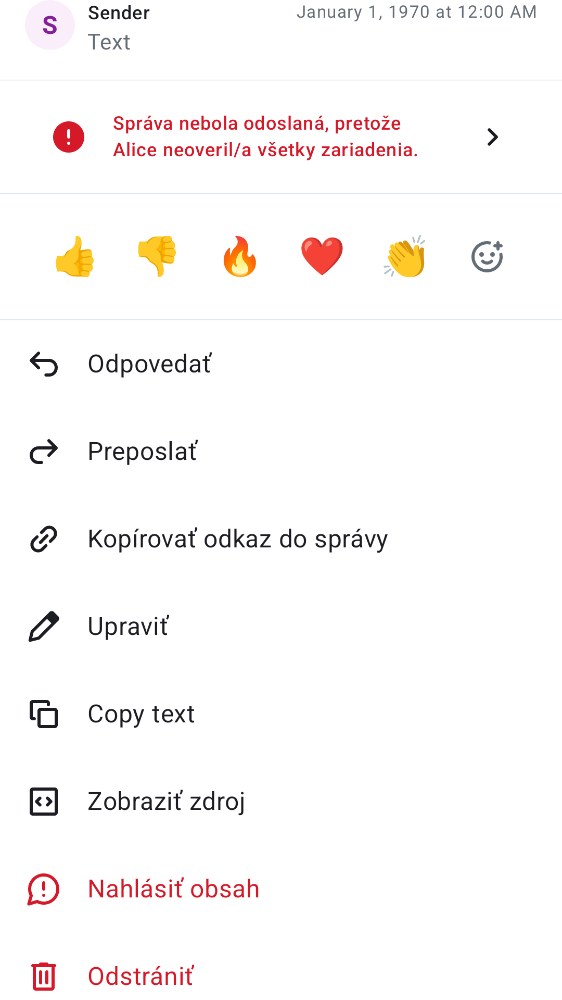 S
Sender
January 1, 1970 at 12:00 AM
Text
Správa nebola odoslaná, pretože
Alice neoveril/a všetky zariadenia.
Odpovedať
Preposlať
Kopírovať odkaz do správy
Upraviť
Copy text
Zobraziť zdroj
Nahlásiť obsah
Odstrániť